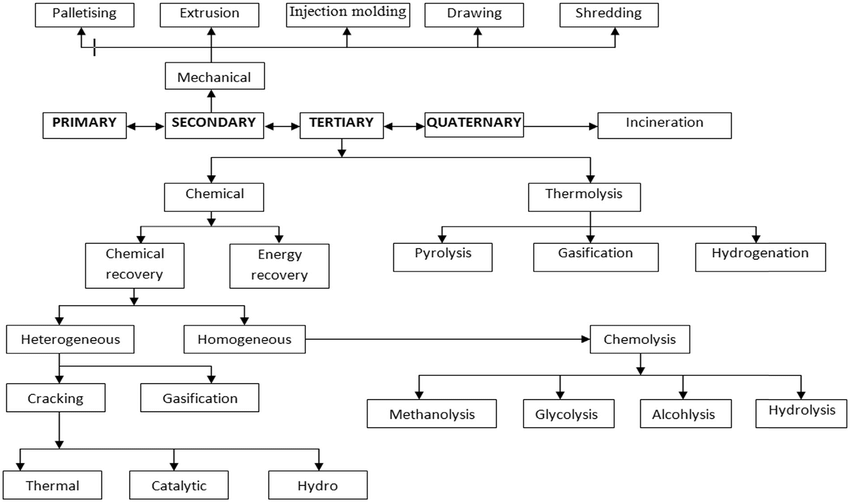 Palletising
Extrusion
Injection molding
Drawing
Shredding
Mechanical
PRIMARY
SECONDARY
TERTIARY
QUATERNARY
Incineration
Chemical
Thermolysis
Chemical
recovery
Energy
recovery
Pyrolysis
Gasification
Hydrogenation
Heterogeneous
Homogeneous
Chemolysis
Cracking
Gasification
Methanolysis
Glycolysis
Alcohlysis
Hydrolysis
Thermal
Catalytic
Hydro